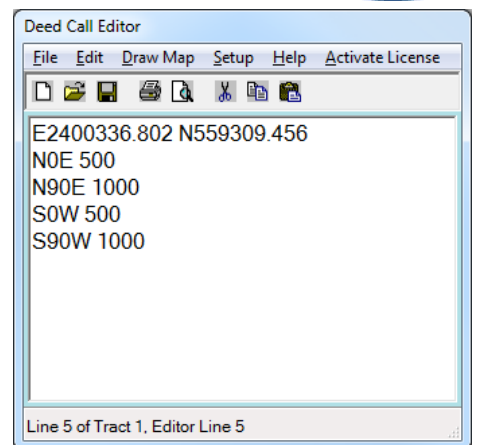 Deed Call Editor
File Edit Draw Map Setup Help Activate License
E2400336.802 N559309.456
N0E 500
N90E 1000
S0W 500
S90W 1000
Line 5 of Tract 1, Editor Line 5